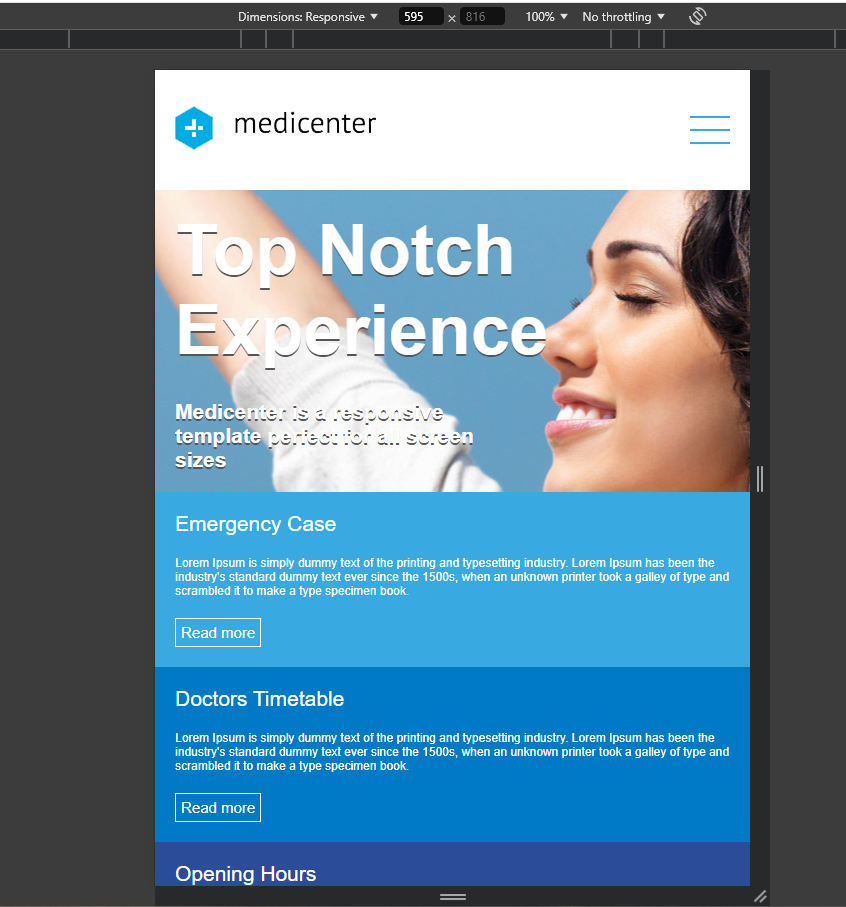 Dimensions: Responsive 595 × 816 100% No throttling
medicenter
Top Notch
Experience
Medicenter is a responsive
template perfect for all screen
sizes
Emergency Case
Lorem Ipsum is simply dummy text of the printing and typesetting industry. Lorem Ipsum has been the
industry's standard dummy text ever since the 1500s, when an unknown printer took a galley of type and
scrambled it to make a type specimen book.
Read more
Doctors Timetable
Lorem Ipsum is simply dummy text of the printing and typesetting industry. Lorem Ipsum has been the
industry's standard dummy text ever since the 1500s, when an unknown printer took a galley of type and
scrambled it to make a type specimen book.
Read more
Opening Hours